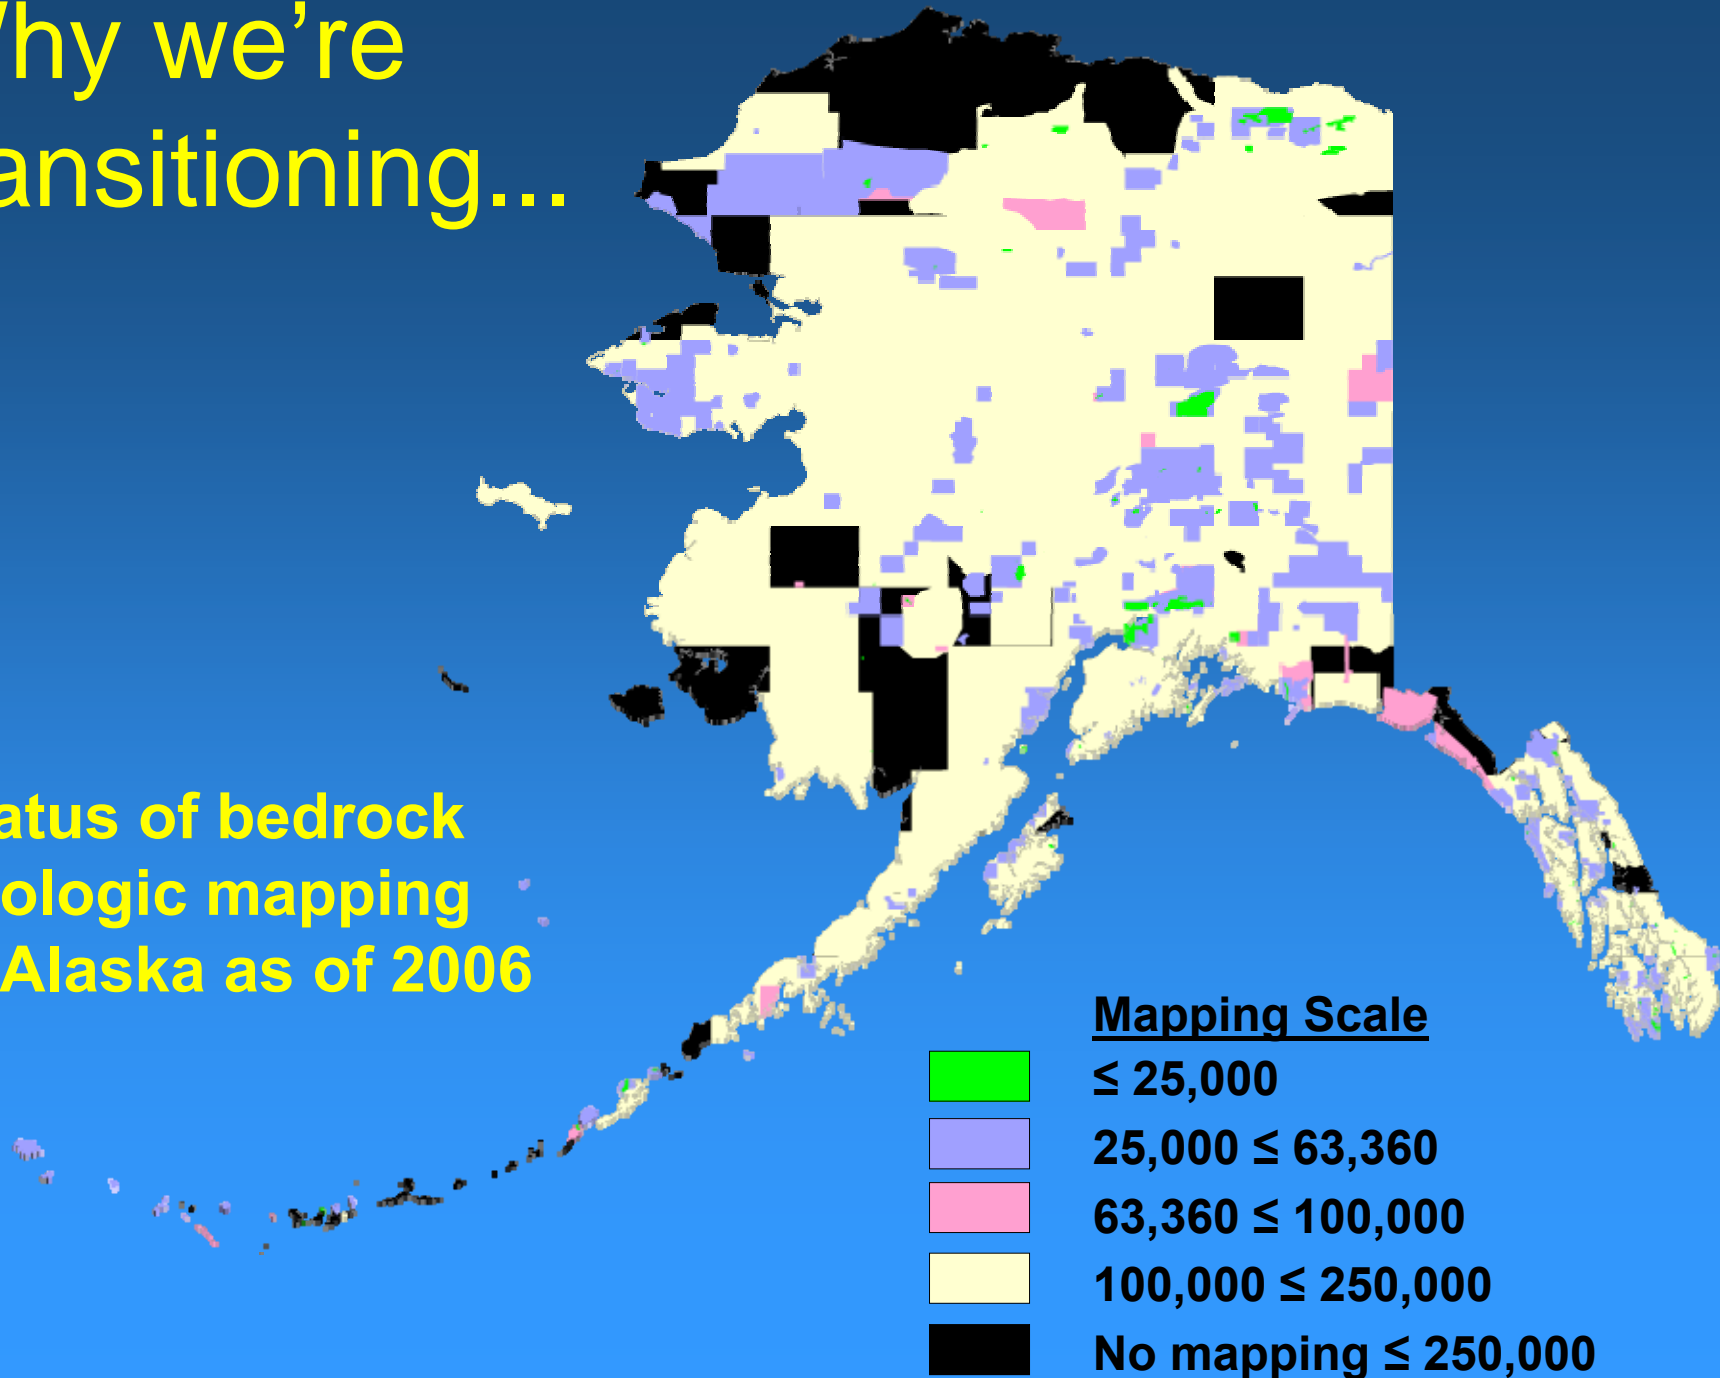 Why we're
ansitioning...
atus of bedrock
ologic mapping
Alaska as of 2006
Mapping Scale
≤ 25,000
25,000 ≤ 63,360
63,360 ≤ 100,000
100,000 ≤ 250,000
No mapping ≤ 250,000